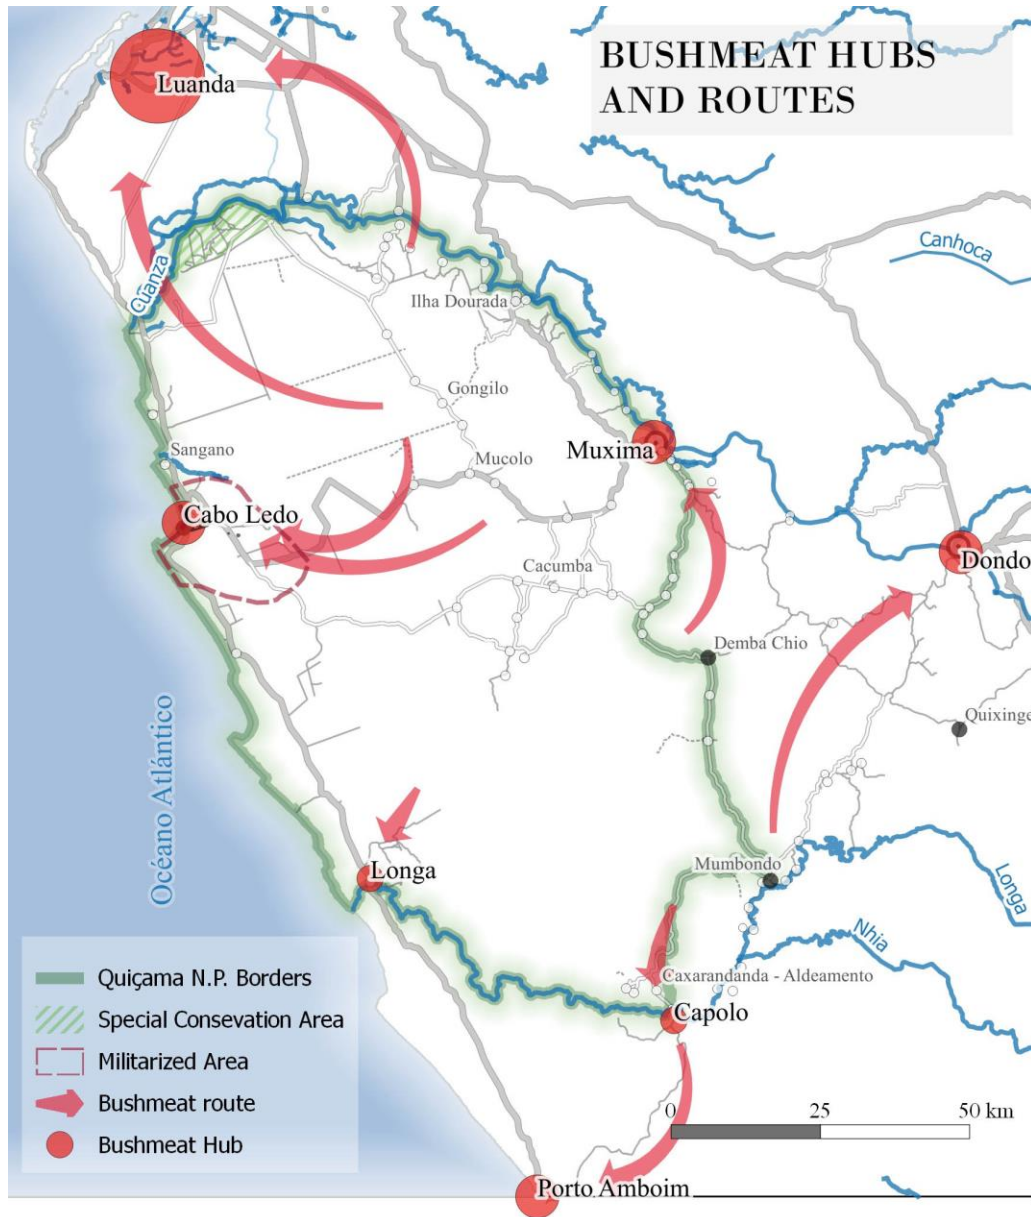 BUSHMEAT HUBS
AND ROUTES
Luanda
Canhoca
Cuanza
Ilha Dourada
Gongilo
Muxima
Sangano
Mucolo
Cabo Ledo
Dondo
Cacumba
Demba Chio
Quixinge
Océano Atlántico
Longa
Mumbondo
Longa
Nhia
Caxarandanda - Aldeamento
Capolo
Quiçama N.P. Borders
Special Consevation Area
Militarized Area
Bushmeat route
Bushmeat Hub
0 25 50 km
Porto Amboim